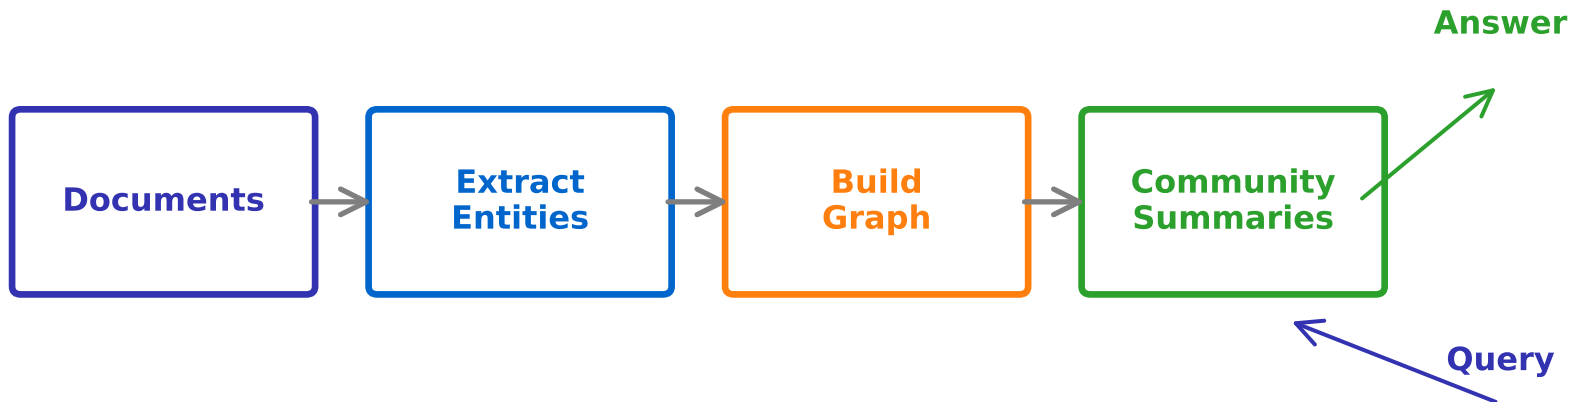 Answer
Documents
Extract
Entities
Build
Graph
Community
Summaries
Query